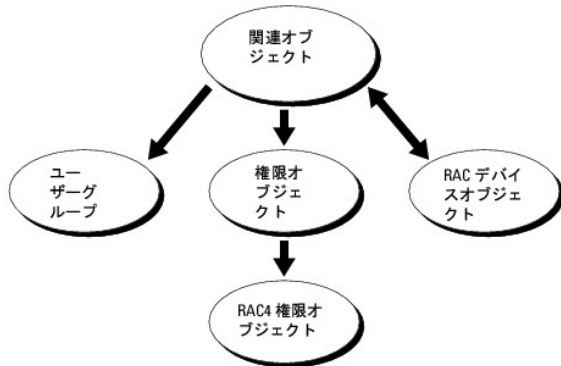 関連オブ
ジェクト
ユー
ザーグ
ループ
権限オ
ブジェ
クト
RAC デバイ
スオブジェ
クト
RAC4 権限オ
ブジェクト